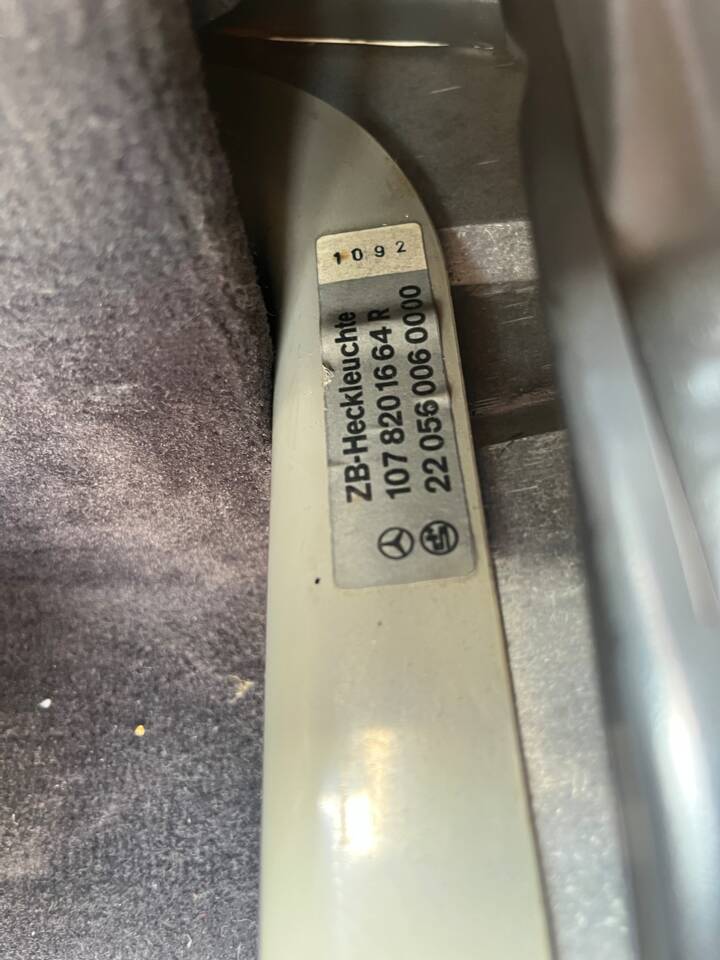 1092
ZB-Heckleuchte
107 820 16 64 R
22 056 006 0000